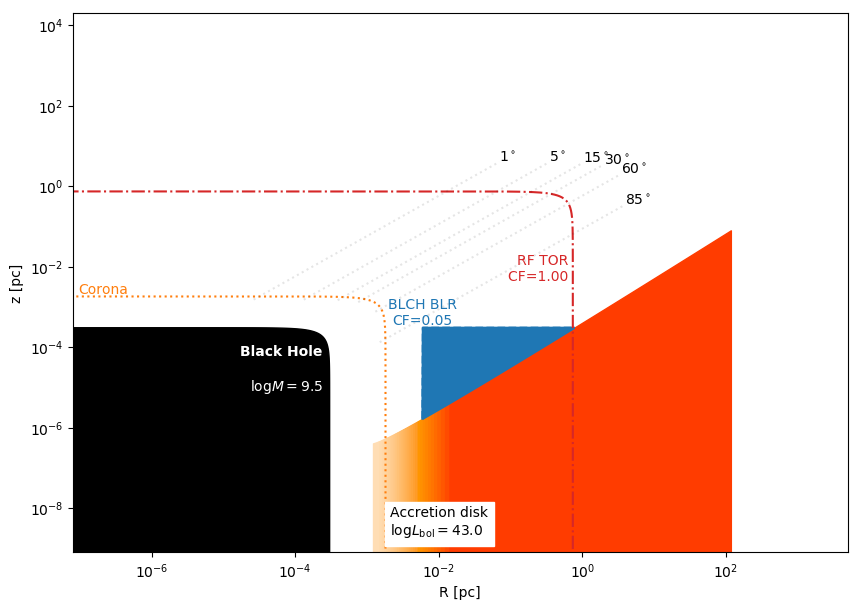 10^4
10^2
10^0
10^-2
10^-4
10^-6
10^-8
z [pc]
1°
5°
15°
30°
60°
85°
RF TOR
CF=1.00
Corona
BLCH BLR
CF=0.05
Black Hole
logM = 9.5
Accretion disk
logL_bol = 43.0
10^-6
10^-4
10^-2
10^0
10^2
R [pc]